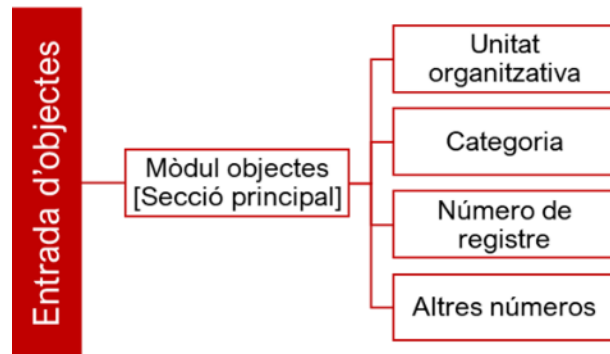 Entrada d'objectes
Mòdul objectes
[Secció principal]
Unitat
organitzativa
Categoria
Número de
registre
Altres números